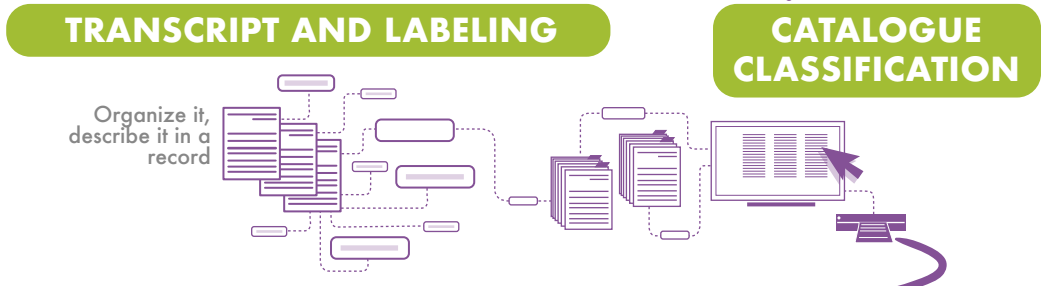 TRANSCRIPT AND LABELING
CATALOGUE
CLASSIFICATION
Organize it,
describe it in a
record